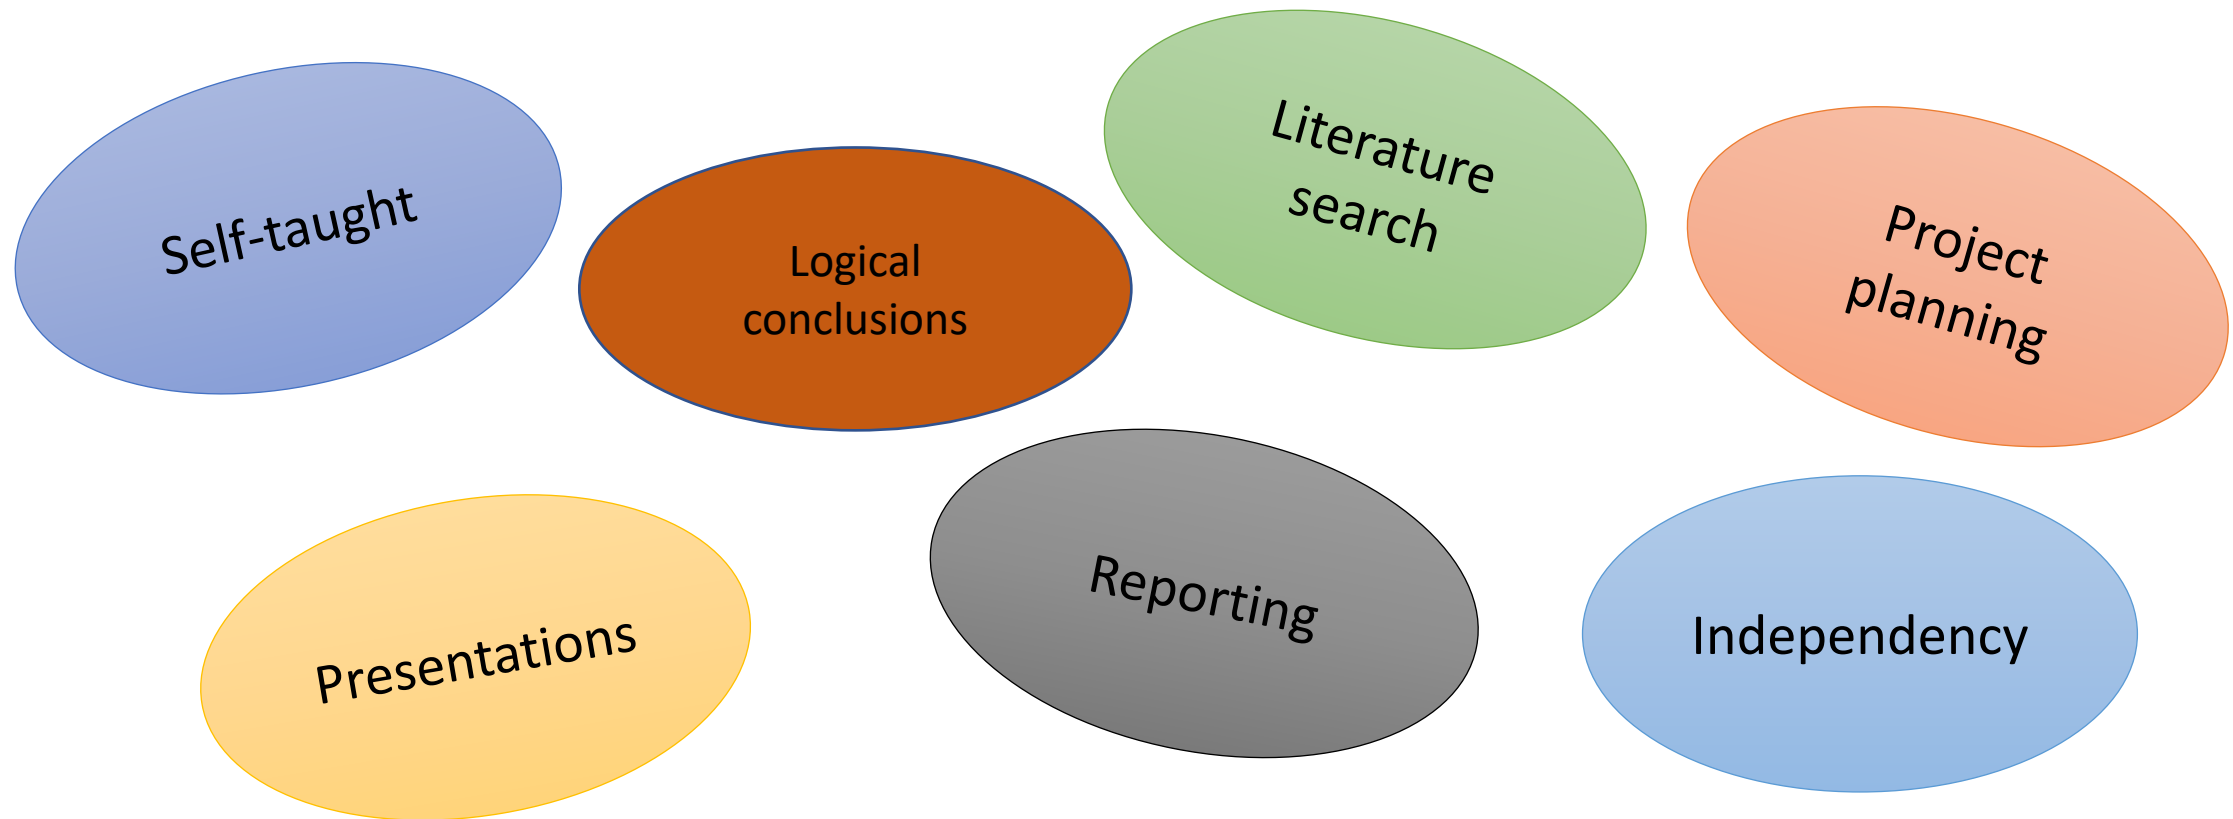 Self-taught
Logical
conclusions
Literature
search
Project
planning
Presentations
Reporting
Independency